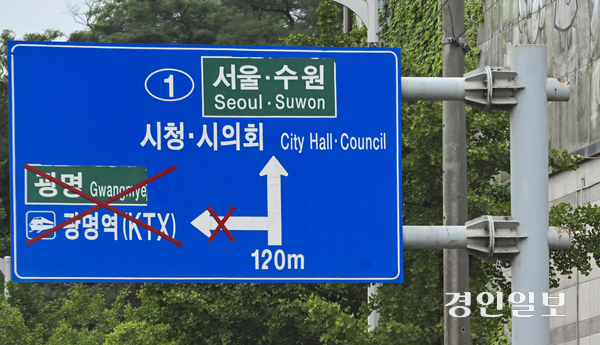 1
서울·수원
Seoul·Suwon
시청·시의회 City Hall·Council
광명 Gwangmye
광명역(KTX)
120m
경인일보